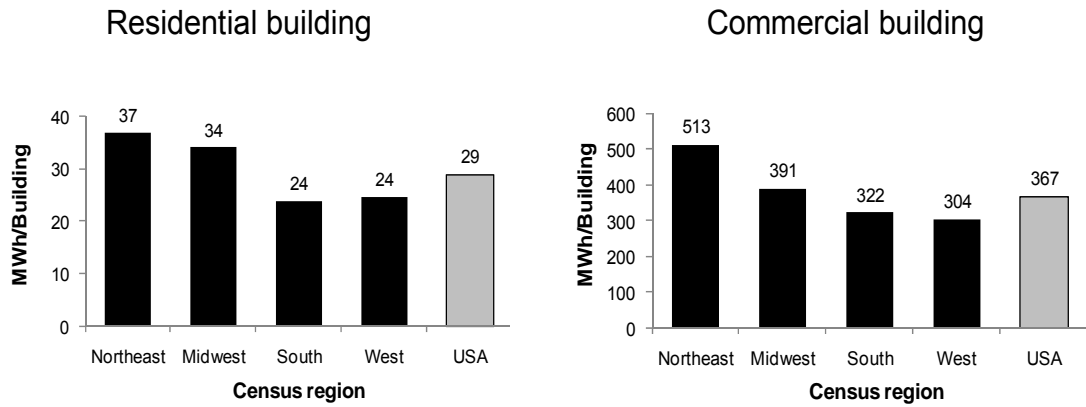 Residential building
MWh/Building
40
30
20
10
0
37
34
24
24
29
Northeast Midwest South West USA
Census region
Commercial building
MWh/Building
600
500
400
300
200
100
0
513
391
322
304
367
Northeast Midwest South West USA
Census region